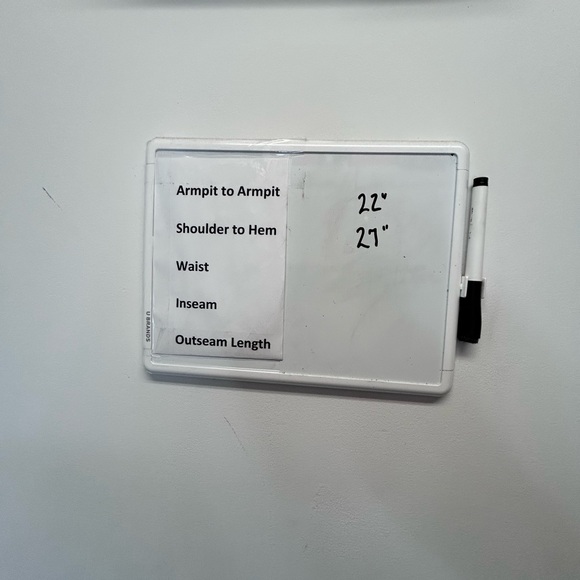 Armpit to Armpit 22"
Shoulder to Hem 27"
Waist
Inseam
Outseam Length
U BRANDS